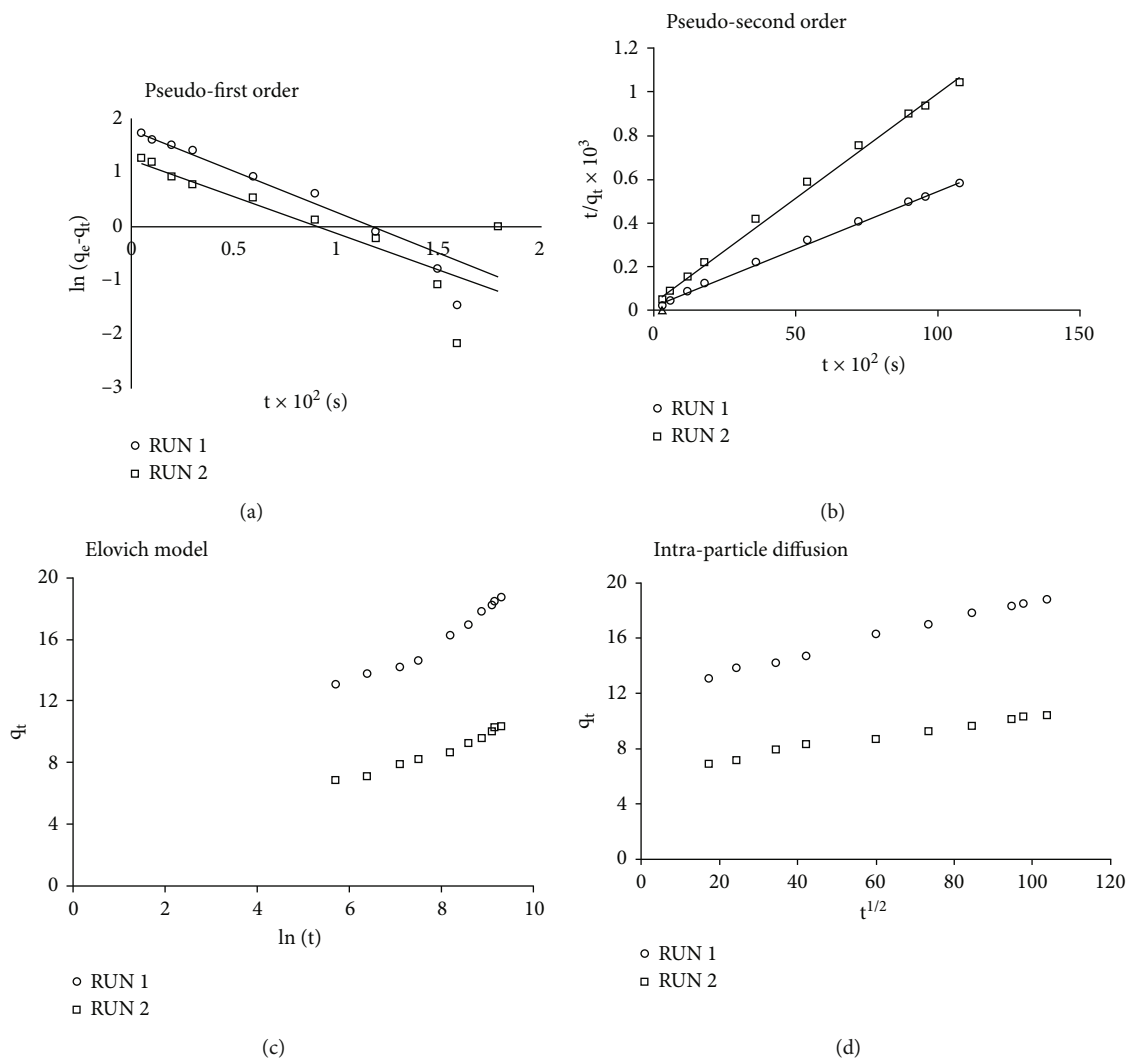 Pseudo-first order
2
1
0
–1
–2
–3
0
0.5
1
1.5
2
ln (qₑ-qₜ)
t × 10² (s)
RUN 1
RUN 2
(a)
Pseudo-second order
1.2
1
0.8
0.6
0.4
0.2
0
0
50
100
150
t/qₜ × 10³
t × 10² (s)
RUN 1
RUN 2
(b)
Elovich model
20
16
12
8
4
0
0
2
4
6
8
10
qₜ
ln (t)
RUN 1
RUN 2
(c)
Intra-particle diffusion
20
16
12
8
4
0
0
20
40
60
80
100
120
qₜ
t¹/²
RUN 1
RUN 2
(d)